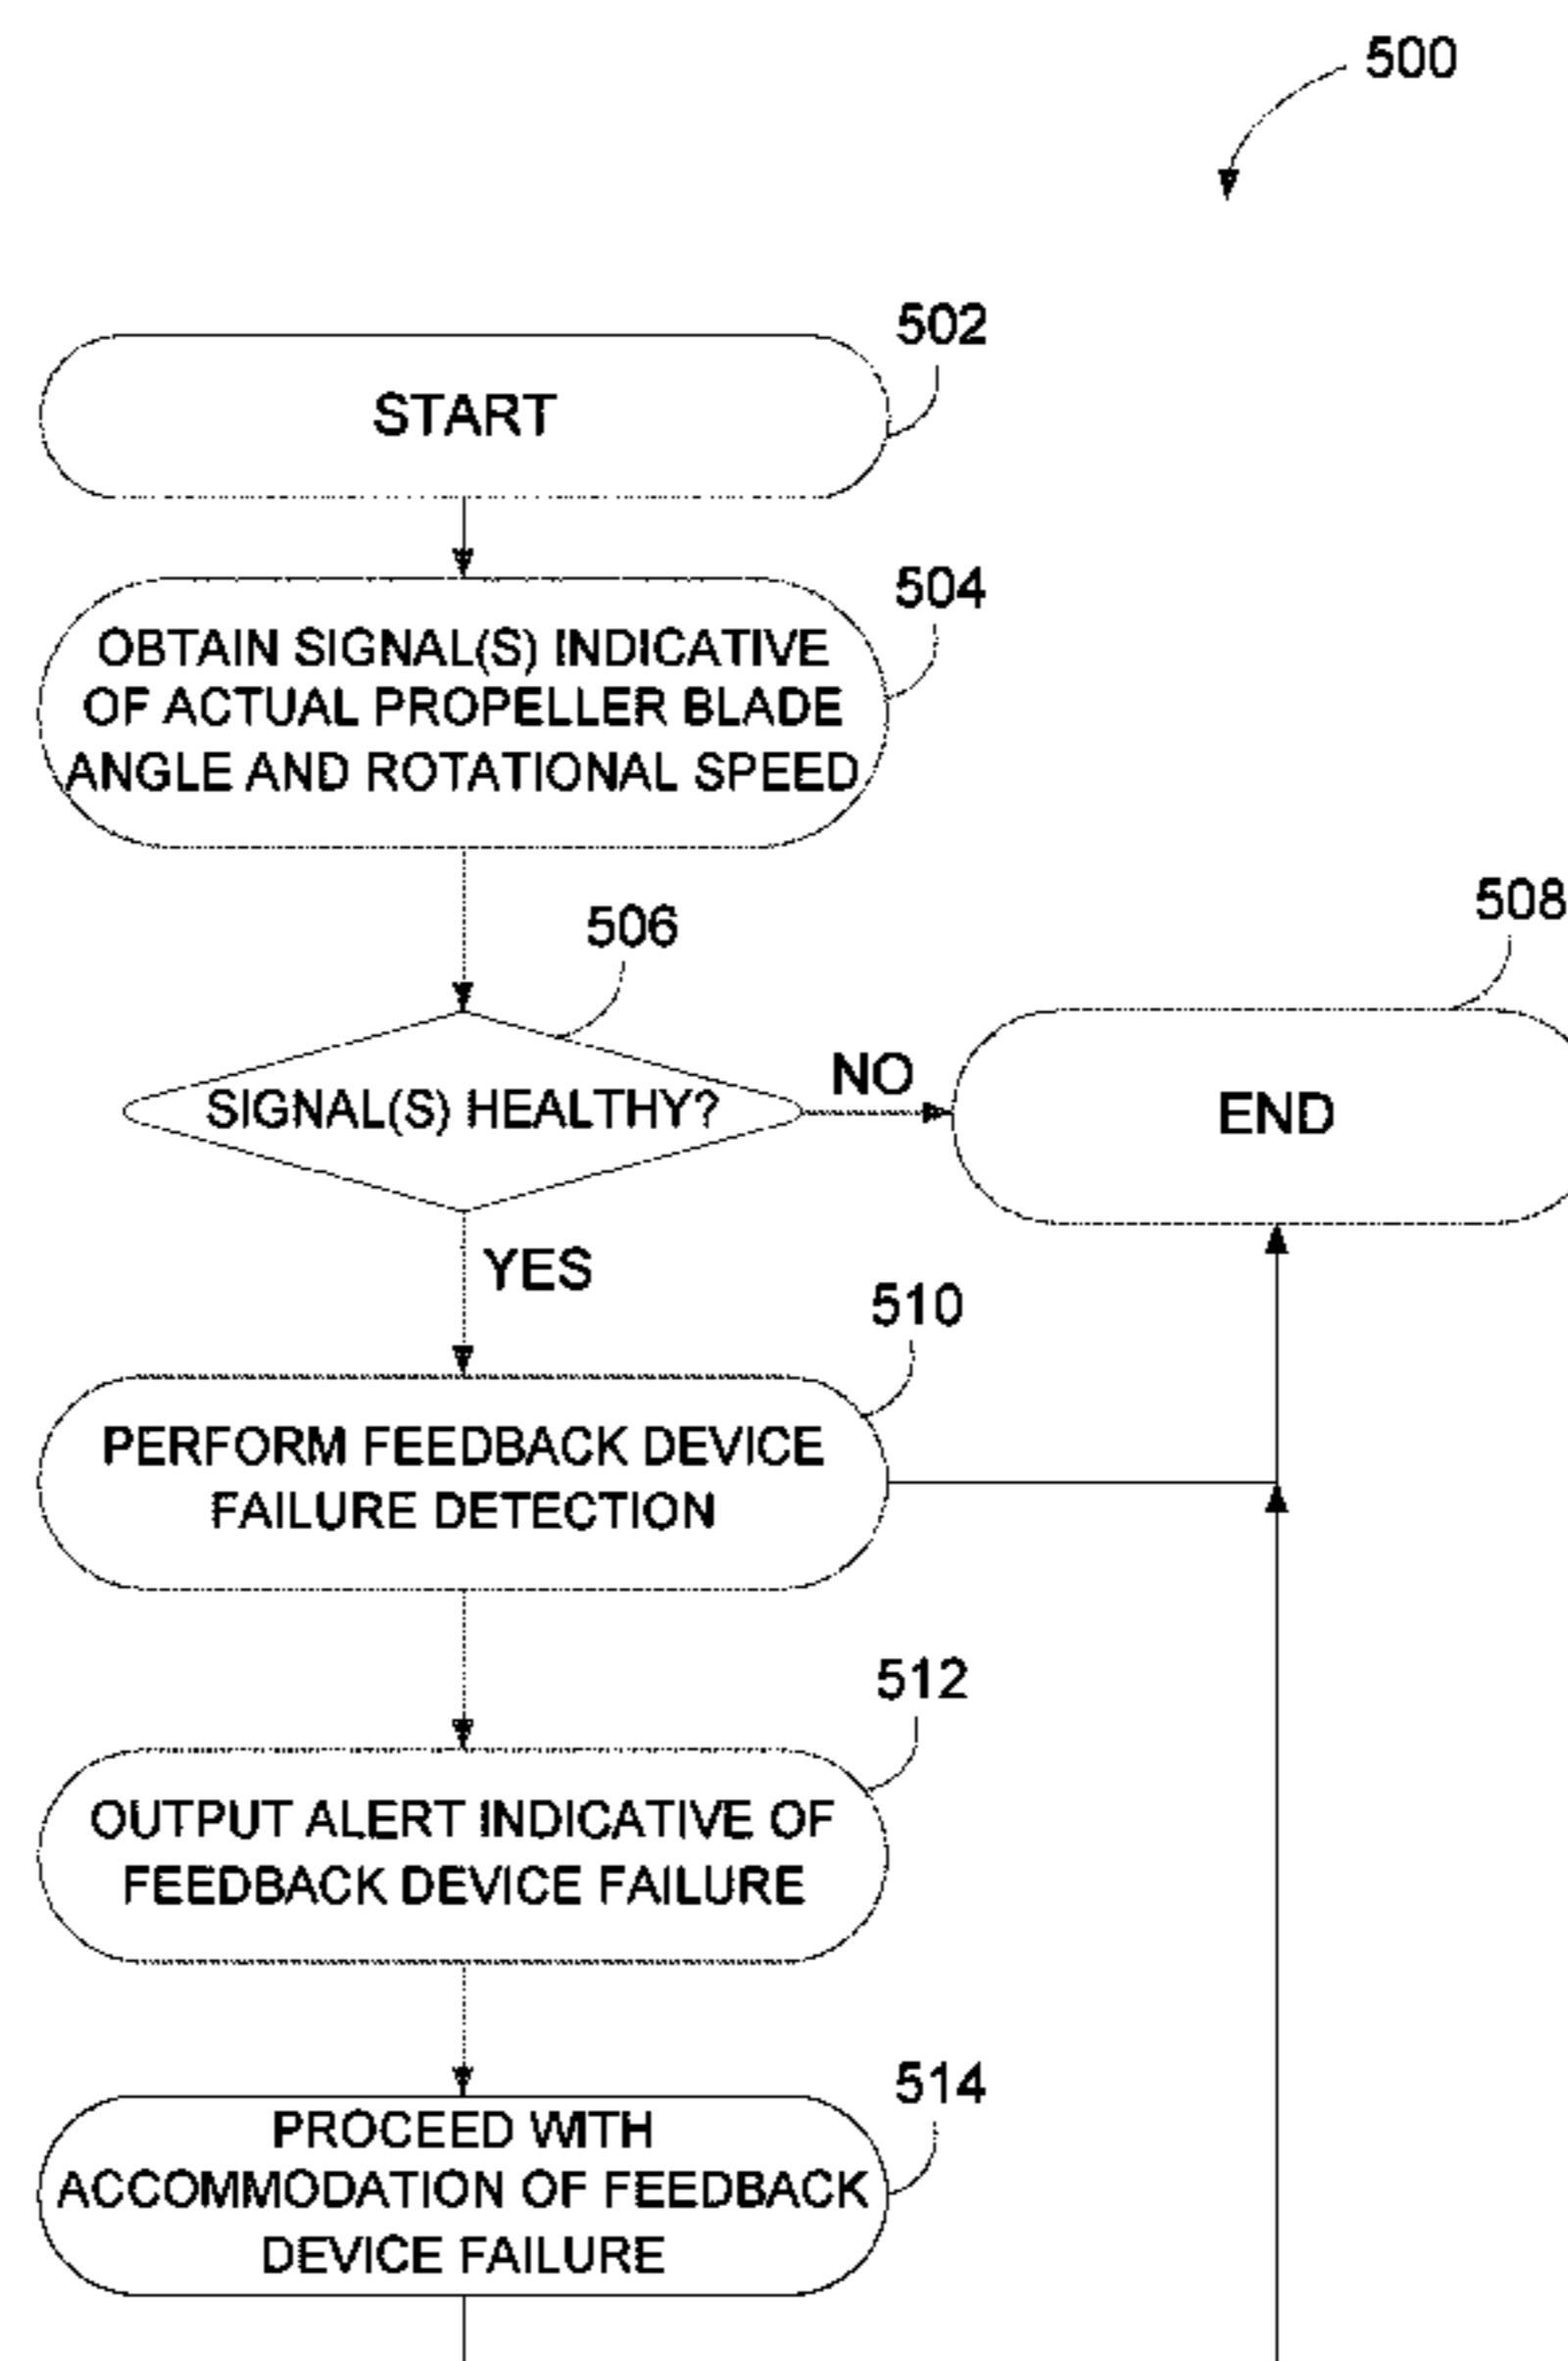 500
502
START
504
OBTAIN SIGNAL(S) INDICATIVE
OF ACTUAL PROPELLER BLADE
ANGLE AND ROTATIONAL SPEED
506
508
SIGNAL(S) HEALTHY?
NO
END
YES
510
PERFORM FEEDBACK DEVICE
FAILURE DETECTION
512
OUTPUT ALERT INDICATIVE OF
FEEDBACK DEVICE FAILURE
514
PROCEED WITH
ACCOMMODATION OF FEEDBACK
DEVICE FAILURE